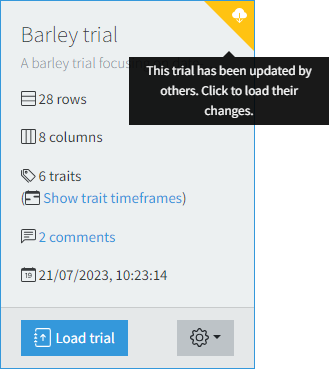 Barley trial
A barley trial focus
This trial has been updated by
others. Click to load their
changes.
28 rows
8 columns
6 traits
(Show trait timeframes)
2 comments
19 21/07/2023, 10:23:14
Load trial